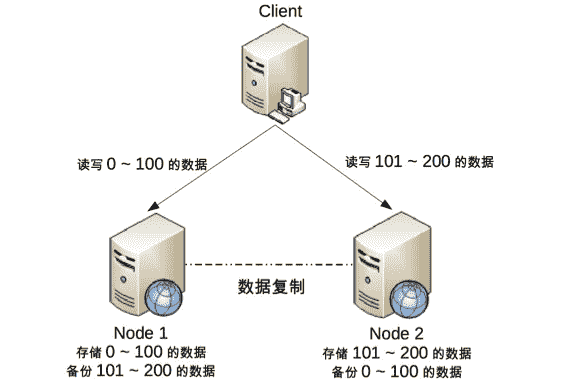 Client
读写 0 ~ 100 的数据
读写 101 ~ 200 的数据
数据复制
Node 1
存储 0 ~ 100 的数据
备份 101 ~ 200 的数据
Node 2
存储 101 ~ 200 的数据
备份 0 ~ 100 的数据